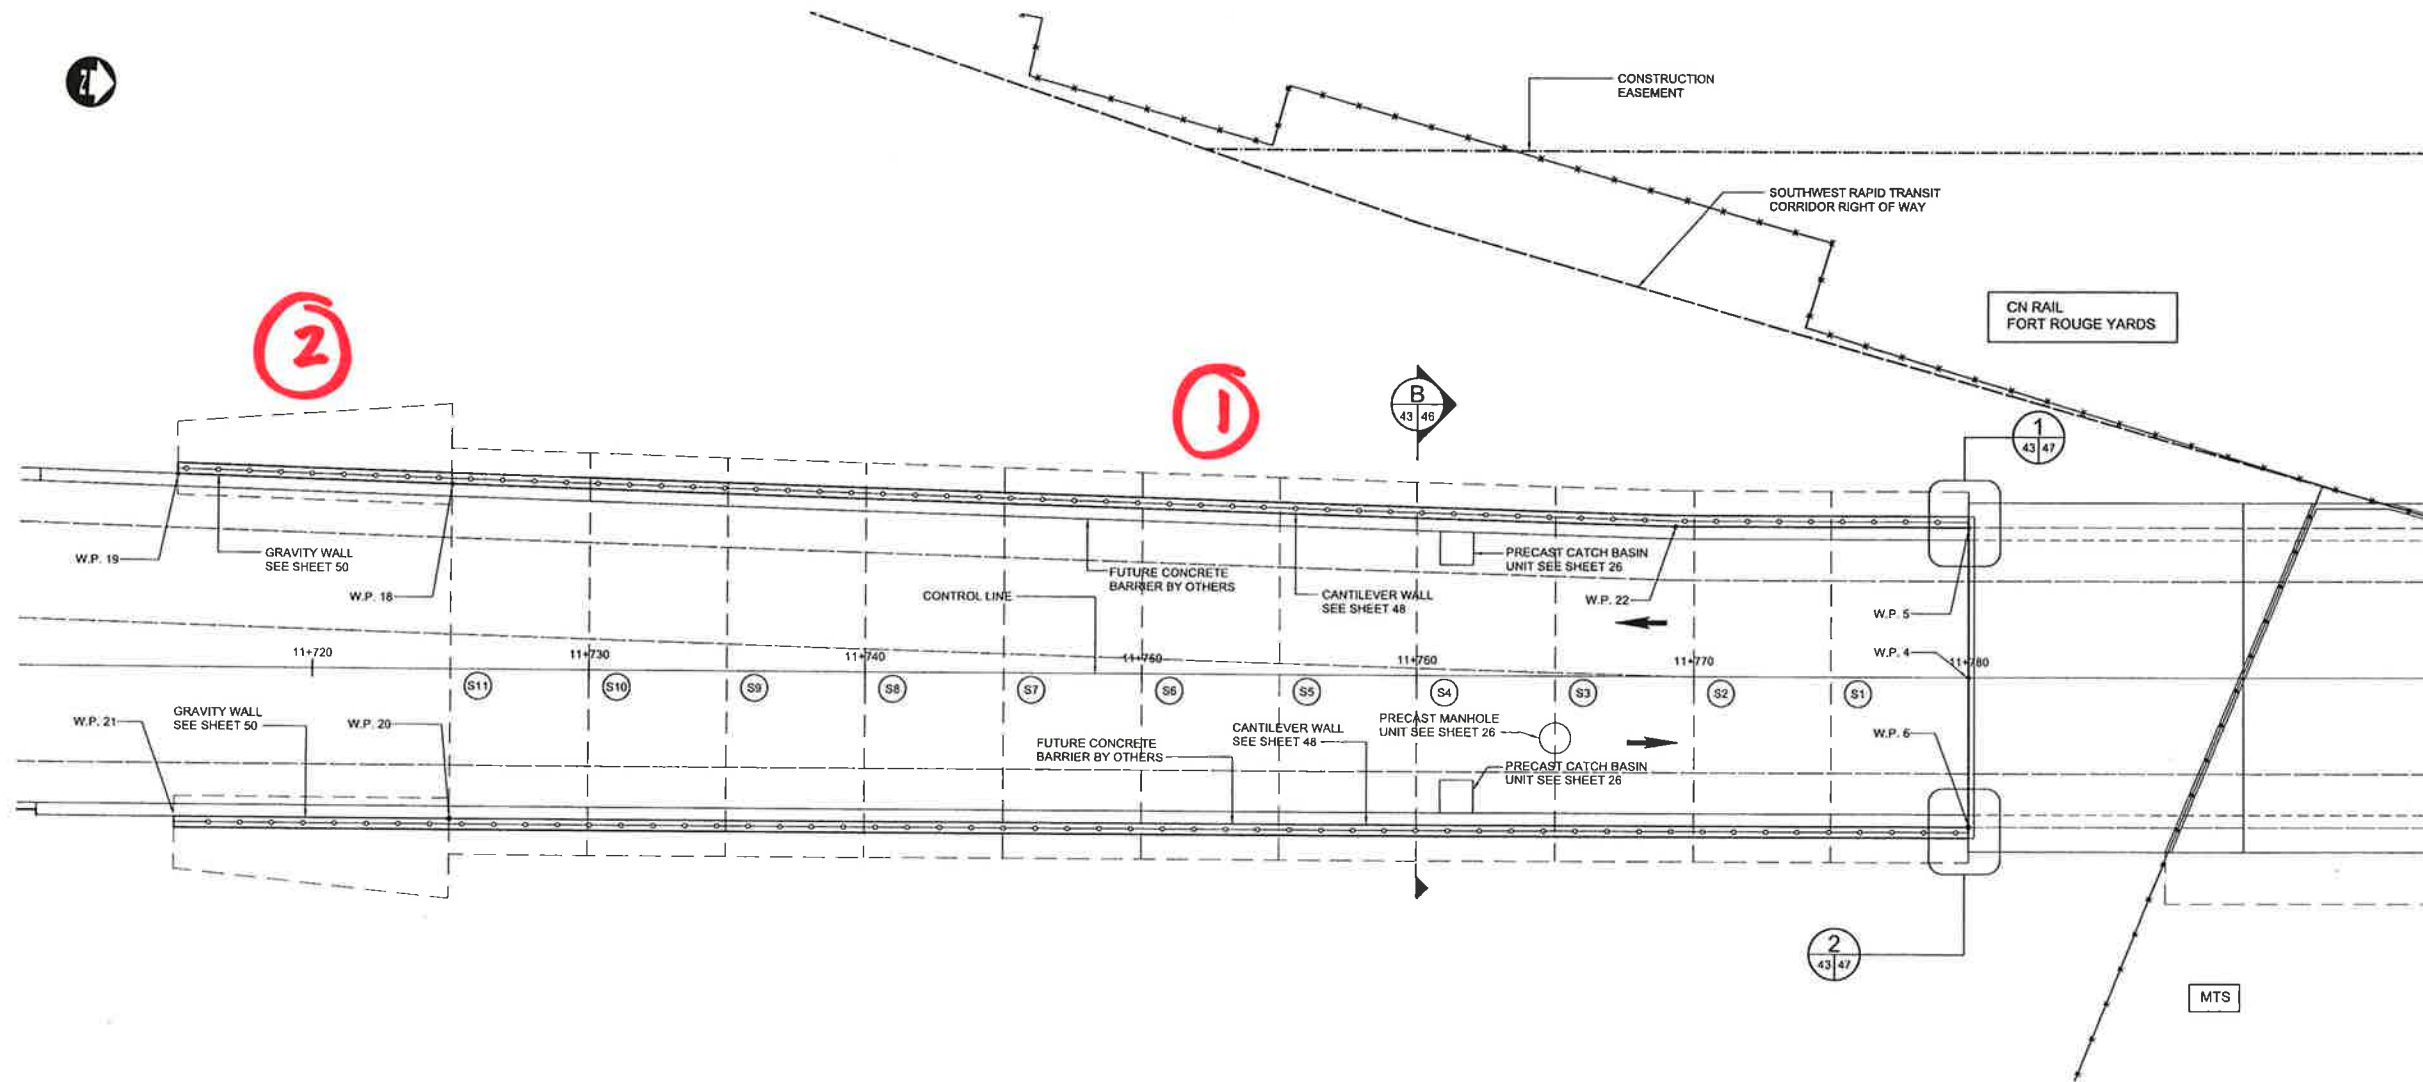 Z
CONSTRUCTION
EASEMENT
SOUTHWEST RAPID TRANSIT
CORRIDOR RIGHT OF WAY
CN RAIL
FORT ROUGE YARDS
2
1
B
43 46
1
43 47
W.P. 19
GRAVITY WALL
SEE SHEET 50
W.P. 18
FUTURE CONCRETE
BARRIER BY OTHERS
CONTROL LINE
CANTILEVER WALL
SEE SHEET 48
PRECAST CATCH BASIN
UNIT SEE SHEET 26
W.P. 22
W.P. 5
W.P. 4
11+720
11+730
11+740
11+750
11+760
11+770
11+780
S11
S10
S9
S8
S7
S6
S5
S4
S3
S2
S1
W.P. 21
GRAVITY WALL
SEE SHEET 50
W.P. 20
FUTURE CONCRETE
BARRIER BY OTHERS
CANTILEVER WALL
SEE SHEET 48
PRECAST MANHOLE
UNIT SEE SHEET 26
PRECAST CATCH BASIN
UNIT SEE SHEET 26
W.P. 6
2
43 47
MTS